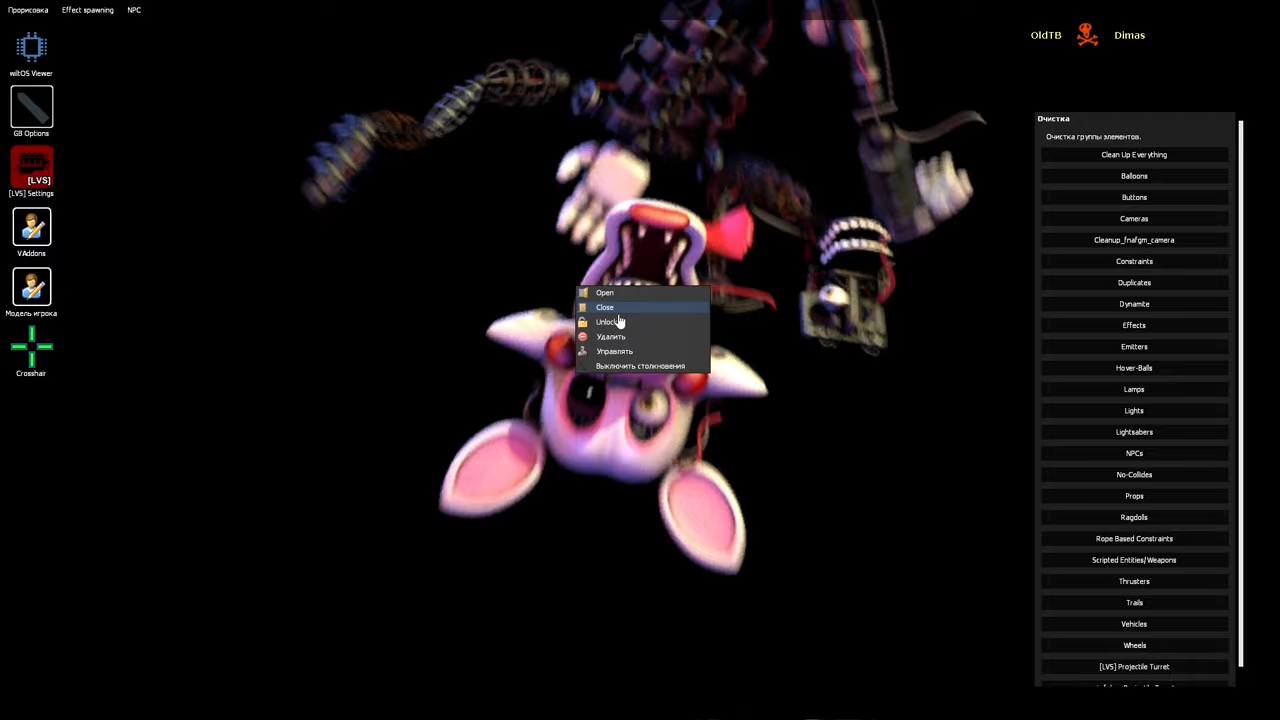 Прорисовка
Effect spawning
NPC
wiltOS Viewer
GB Options
[LVS]
[LVS] Settings
VAddons
Модель игрока
Crosshair
Open
Close
Unlock
Удалить
Управлять
Выключить столкновения
OldTB
Dimas
Очистка
Очистка группы элементов.
Clean Up Everything
Balloons
Buttons
Cameras
Cleanup_fnafgm_camera
Constraints
Duplicates
Dynamite
Effects
Emitters
Hover-Balls
Lamps
Lights
Lightsabers
NPCs
No-Collides
Props
Ragdolls
Rope Based Constraints
Scripted Entities/Weapons
Thrusters
Trails
Vehicles
Wheels
[LVS] Projectile Turret